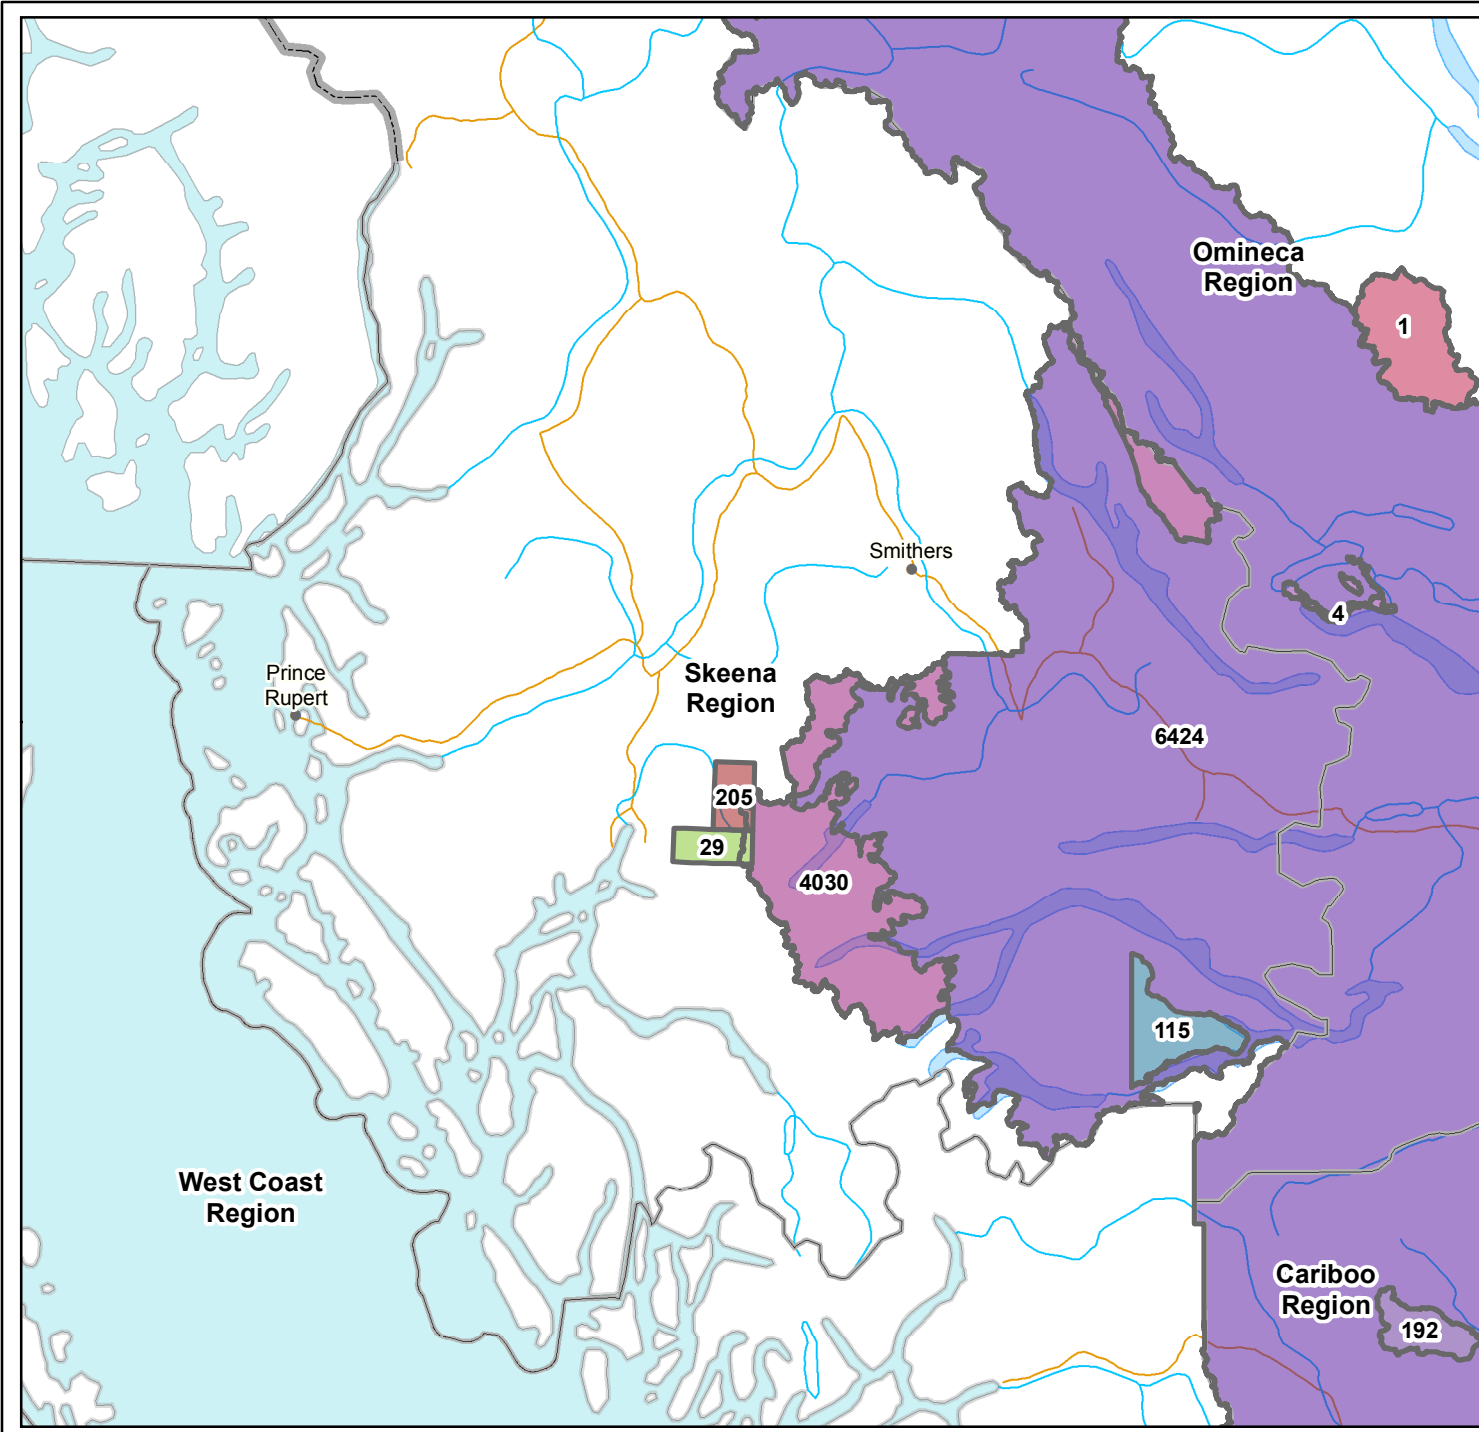 Omineca
Region
1
Smithers
4
Prince
Rupert
Skeena
Region
6424
205
29
4030
115
West Coast
Region
Cariboo
Region
192